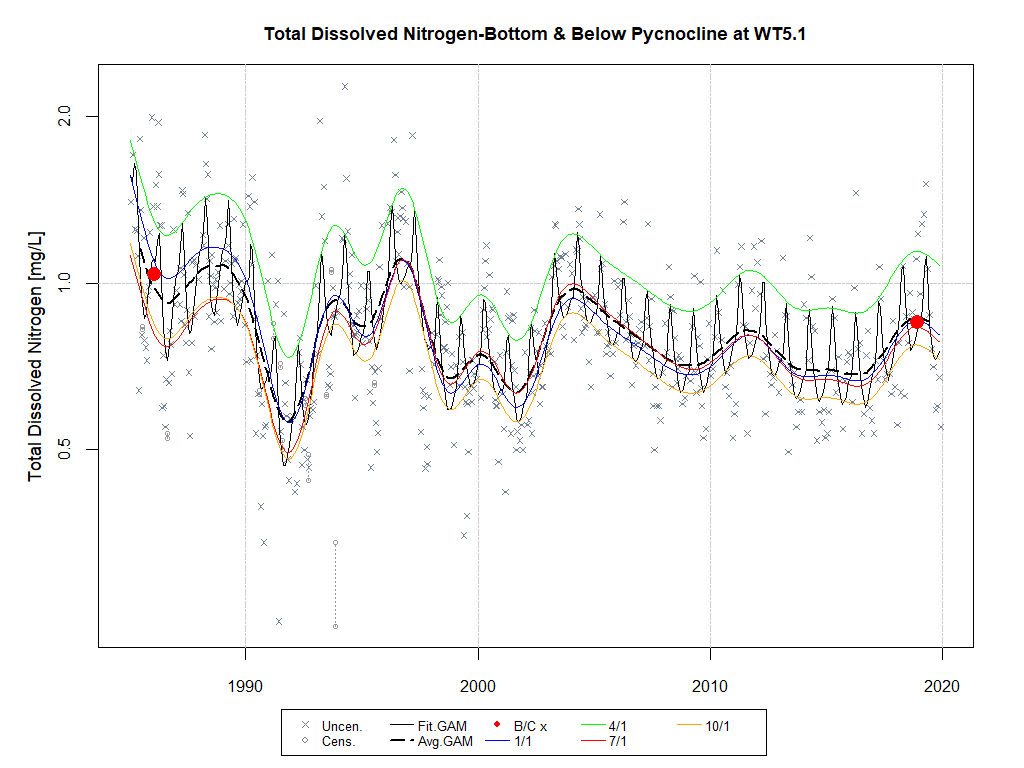 Total Dissolved Nitrogen-Bottom & Below Pycnocline at WT5.1
Total Dissolved Nitrogen [mg/L]
2.0
1.0
0.5
1990 2000 2010 2020
Uncen. Fit.GAM B/C x 4/1 10/1
Cens. Avg.GAM 1/1 7/1